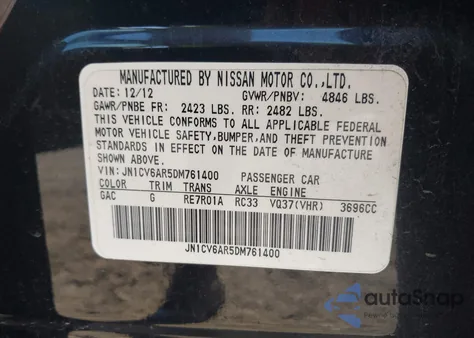 MANUFACTURED BY NISSAN MOTOR CO.,LTD.
DATE: 12/12 GVWR/PNBV: 4846 LBS.
GAWR/PNBE FR: 2423 LBS. RR: 2482 LBS.
THIS VEHICLE CONFORMS TO ALL APPLICABLE FEDERAL
MOTOR VEHICLE SAFETY,BUMPER,AND THEFT PREVENTION
STANDARDS IN EFFECT ON THE DATE OF MANUFACTURE
SHOWN ABOVE.
VIN: JN1CV6AR5DM761400 PASSENGER CAR
COLOR TRIM TRANS AXLE ENGINE
GAC G RE7R01A RC33 VQ37(VHR) 3696CC
JN1CV6AR5DM761400
autoSnap